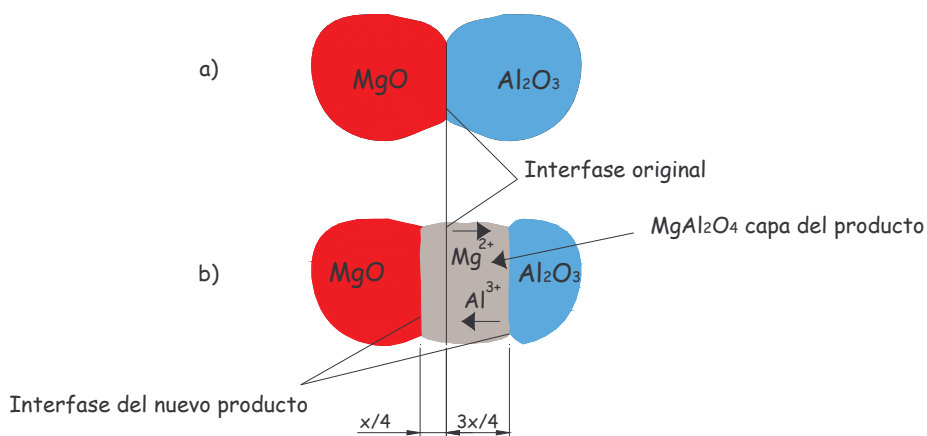 a)
MgO
Al₂O₃
Interfase original
MgAl₂O₄ capa del producto
b)
MgO
Mg²⁺
Al₂O₃
Al³⁺
Interfase del nuevo producto
x/4
3x/4